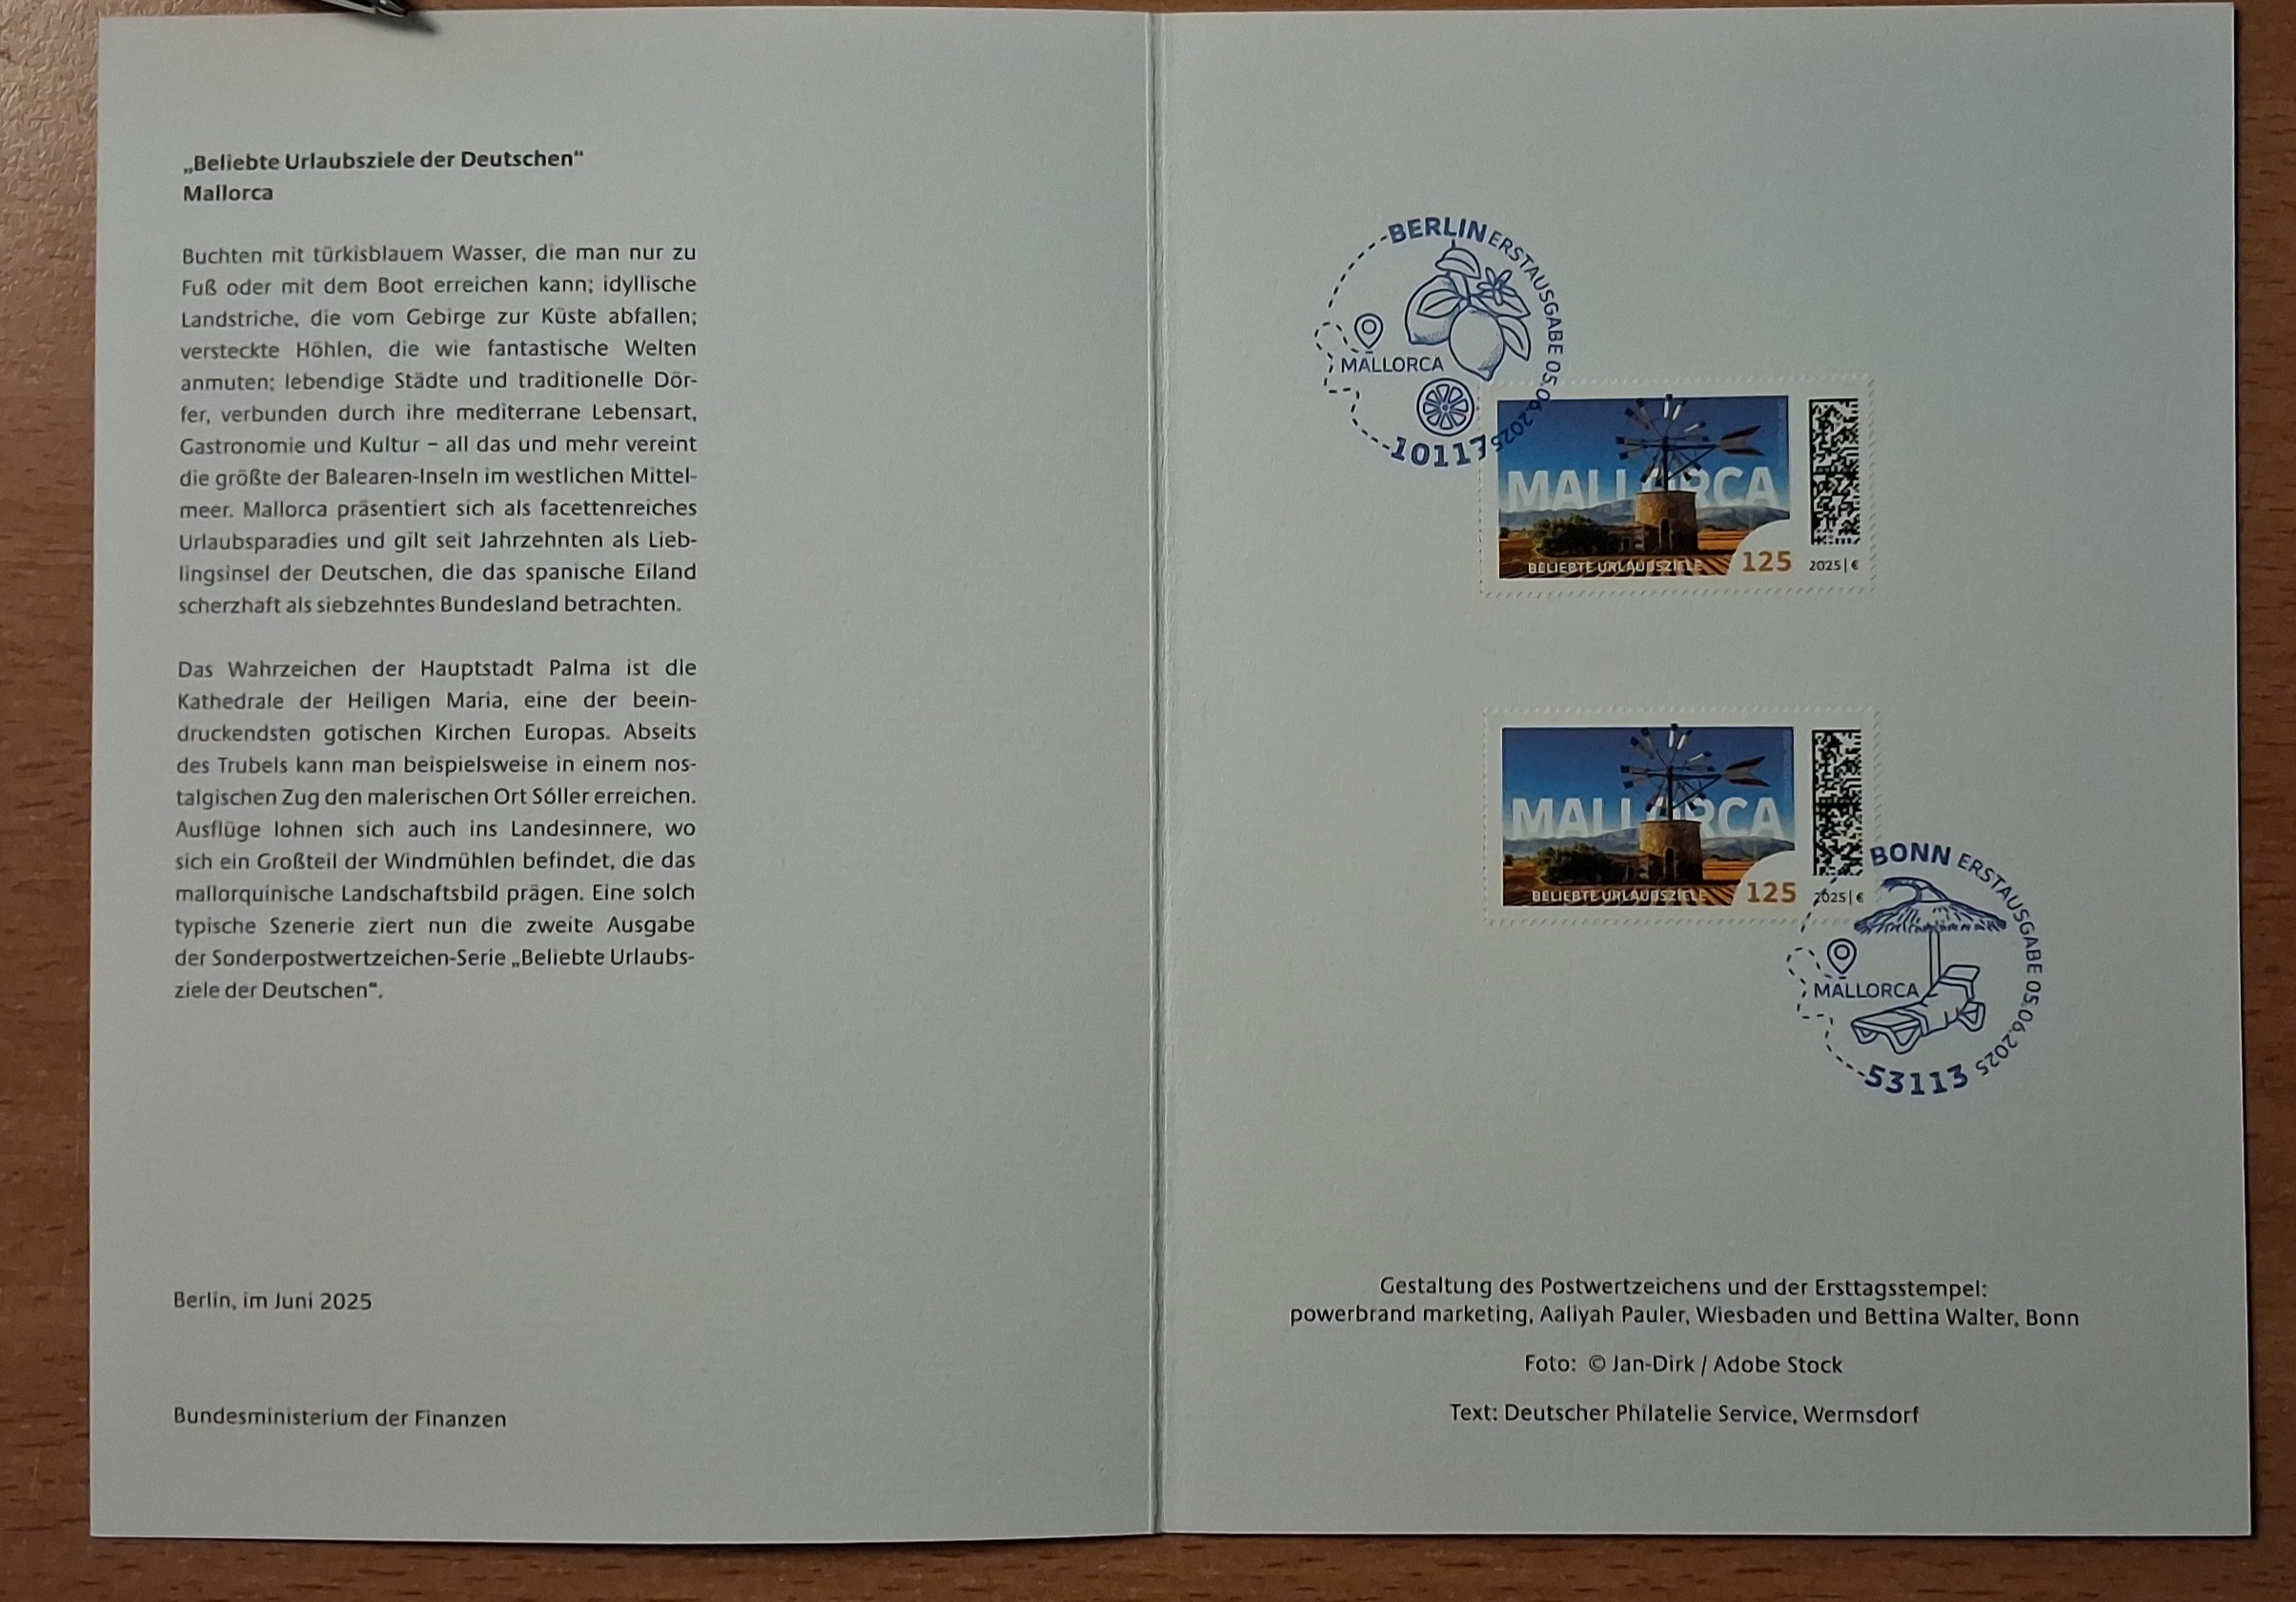 „Beliebte Urlaubsziele der Deutschen“
Mallorca
Buchten mit türkisblauem Wasser, die man nur zu
Fuß oder mit dem Boot erreichen kann; idyllische
Landstriche, die vom Gebirge zur Küste abfallen;
versteckte Höhlen, die wie fantastische Welten
anmuten; lebendige Städte und traditionelle Dör-
fer, verbunden durch ihre mediterrane Lebensart,
Gastronomie und Kultur – all das und mehr vereint
die größte der Balearen-Inseln im westlichen Mittel-
meer. Mallorca präsentiert sich als facettenreiches
Urlaubsparadies und gilt seit Jahrzehnten als Lieb-
lingsinsel der Deutschen, die das spanische Eiland
scherzhaft als siebzehntes Bundesland betrachten.
Das Wahrzeichen der Hauptstadt Palma ist die
Kathedrale der Heiligen Maria, eine der beein-
druckendsten gotischen Kirchen Europas. Abseits
des Trubels kann man beispielsweise in einem nos-
talgischen Zug den malerischen Ort Sóller erreichen.
Ausflüge lohnen sich auch ins Landesinnere, wo
sich ein Großteil der Windmühlen befindet, die das
mallorquinische Landschaftsbild prägen. Eine solch
typische Szenerie ziert nun die zweite Ausgabe
der Sonderpostwertzeichen-Serie „Beliebte Urlaubs-
ziele der Deutschen“.
Berlin, im Juni 2025
Bundesministerium der Finanzen
BERLIN ERSTAUSGABE 05.06.2025
MALLORCA
10117
MALLORCA
BELIEBTE URLAUBSZIELE
125
2025 | €
MALLORCA
BELIEBTE URLAUBSZIELE
125
2025 | €
BONN ERSTAUSGABE 05.06.2025
MALLORCA
53113
Gestaltung des Postwertzeichens und der Ersttagsstempel:
powerbrand marketing, Aaliyah Pauler, Wiesbaden und Bettina Walter, Bonn
Foto: © Jan-Dirk / Adobe Stock
Text: Deutscher Philatelie Service, Wermsdorf